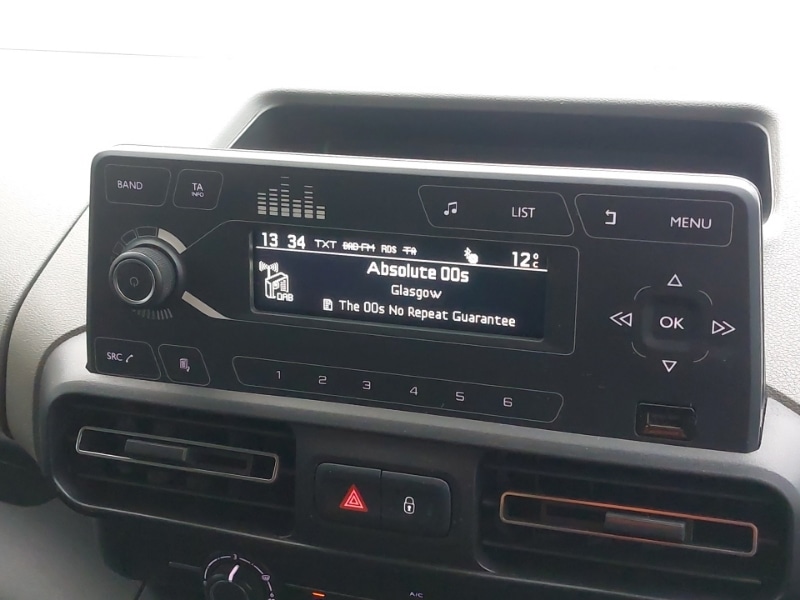 BAND
TA
INFO
LIST
MENU
13 34 TXT DAB-FM RDS TA 12°C
Absolute 00s
DAB
Glasgow
The 00s No Repeat Guarantee
OK
SRC
1 2 3 4 5 6
A/C